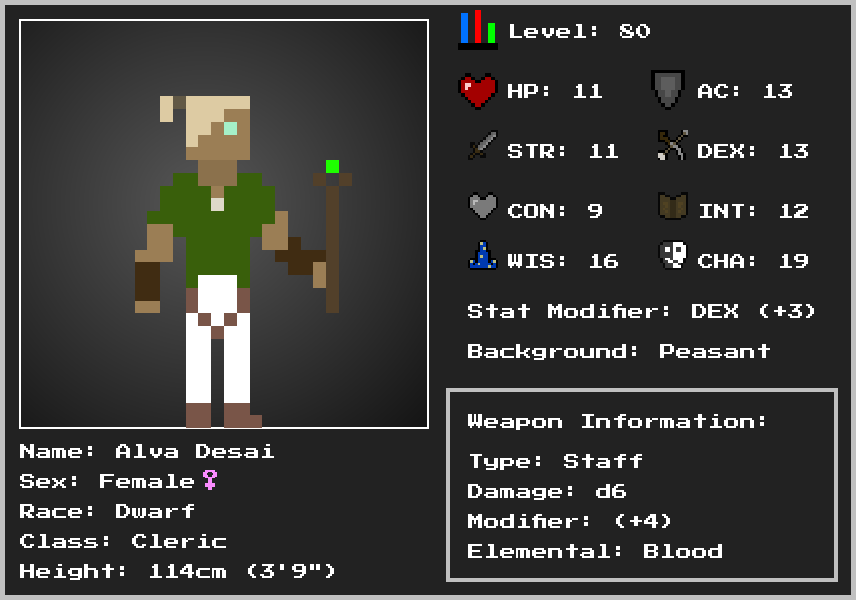 Level: 80
HP: 11
AC: 13
STR: 11
DEX: 13
CON: 9
INT: 12
WIS: 16
CHA: 19
Stat Modifier: DEX (+3)
Background: Peasant
Weapon Information:
Type: Staff
Damage: d6
Modifier: (+4)
Elemental: Blood
Name: Alva Desai
Sex: Female♀
Race: Dwarf
Class: Cleric
Height: 114cm (3'9")